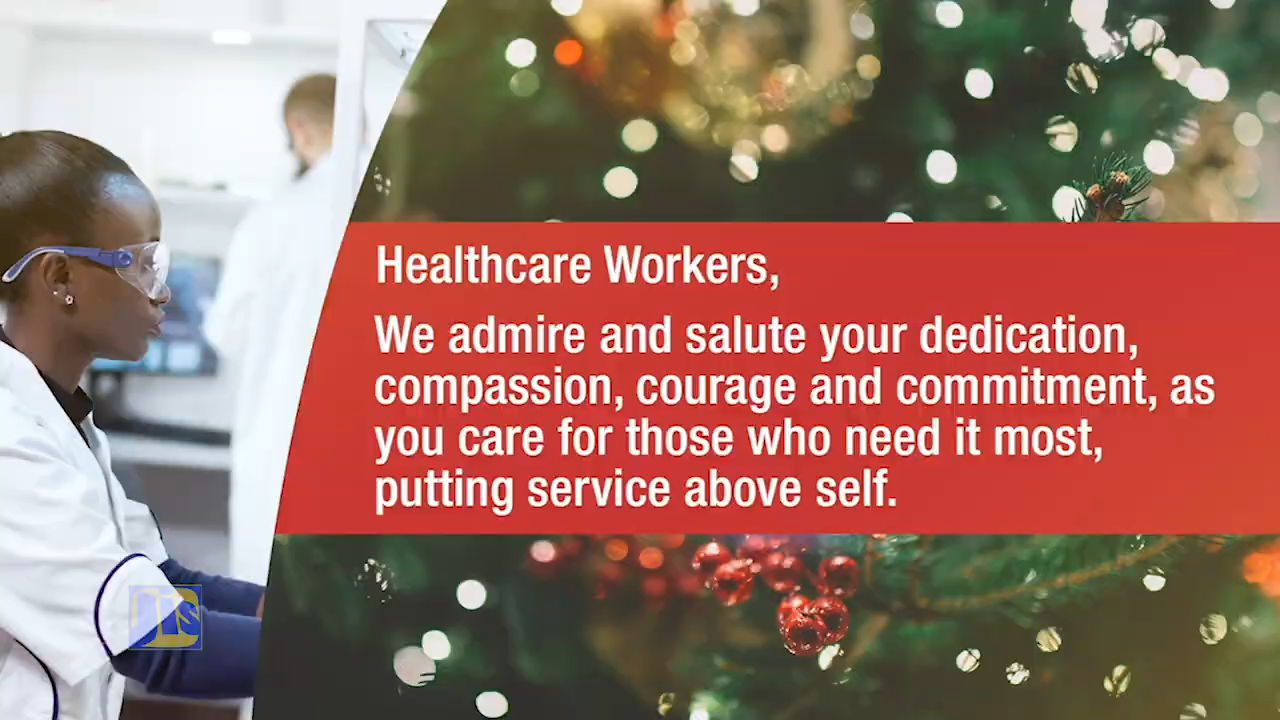 Healthcare Workers,
We admire and salute your dedication,
compassion, courage and commitment, as
you care for those who need it most,
putting service above self.
jis